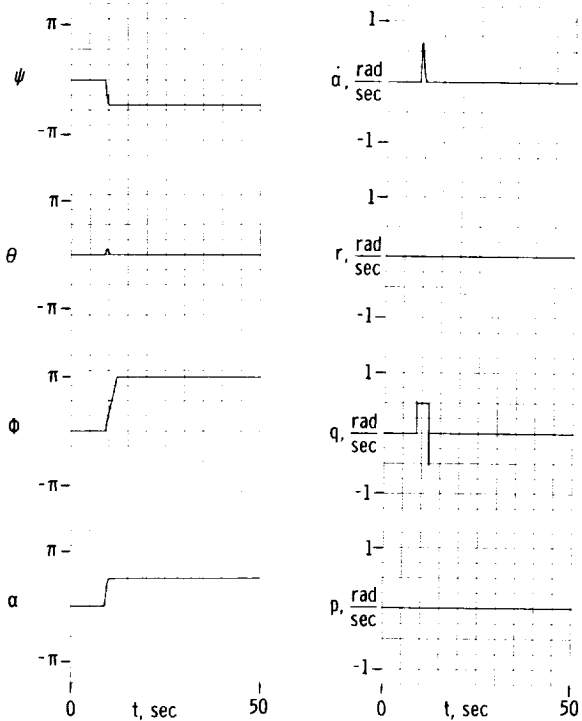 π
ψ
-π
π
θ
-π
π
Φ
-π
π
α
-π
0 t, sec 50
1
α̇, rad/sec
-1
1
r, rad/sec
-1
1
q, rad/sec
-1
1
p, rad/sec
-1
0 t, sec 50